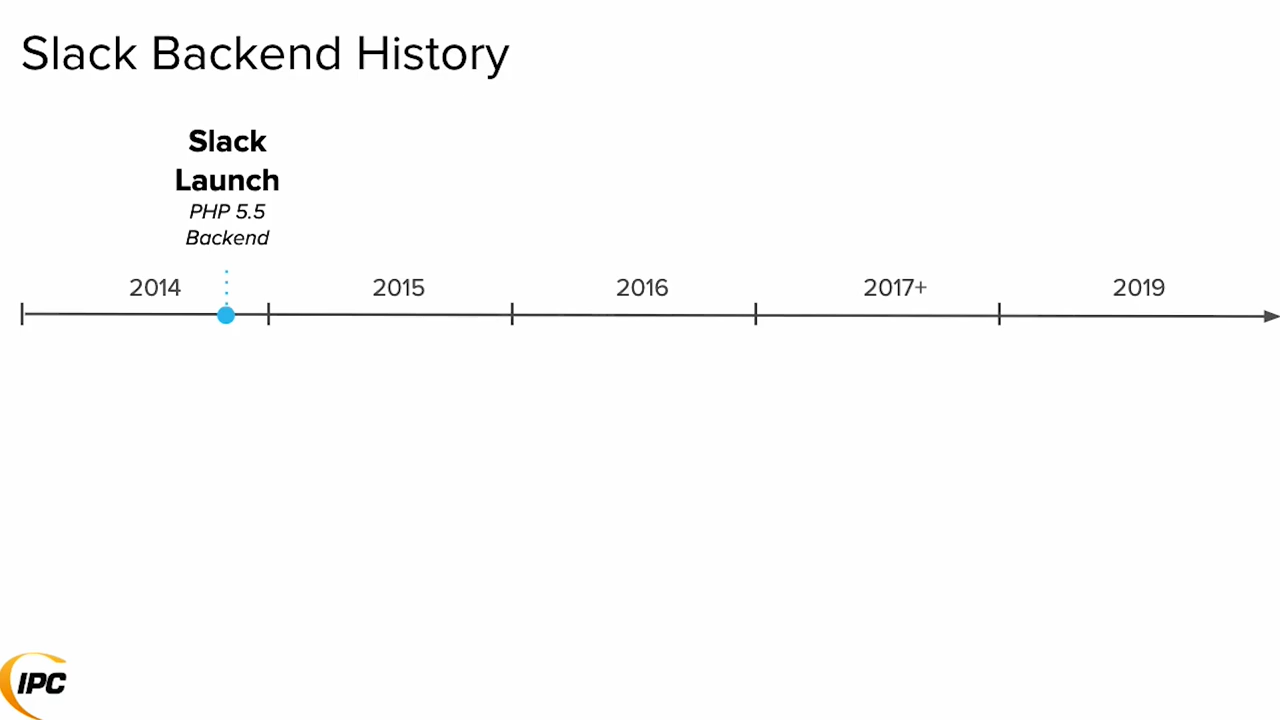 Slack Backend History
Slack
Launch
PHP 5.5
Backend
2014
2015
2016
2017+
2019
IPC